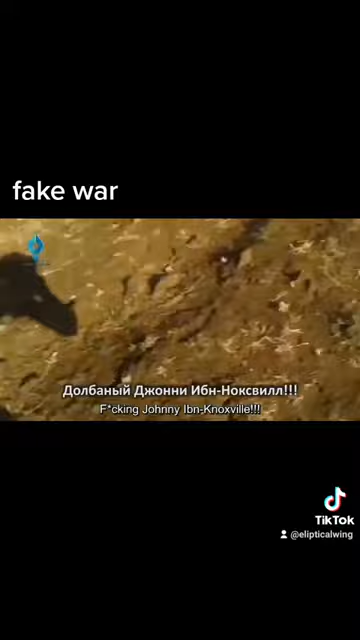 fake war
Долбаный Джонни Ибн-Ноксвилл!!!
F*cking Johnny Ibn-Knoxville!!!
TikTok
@elipticalwing